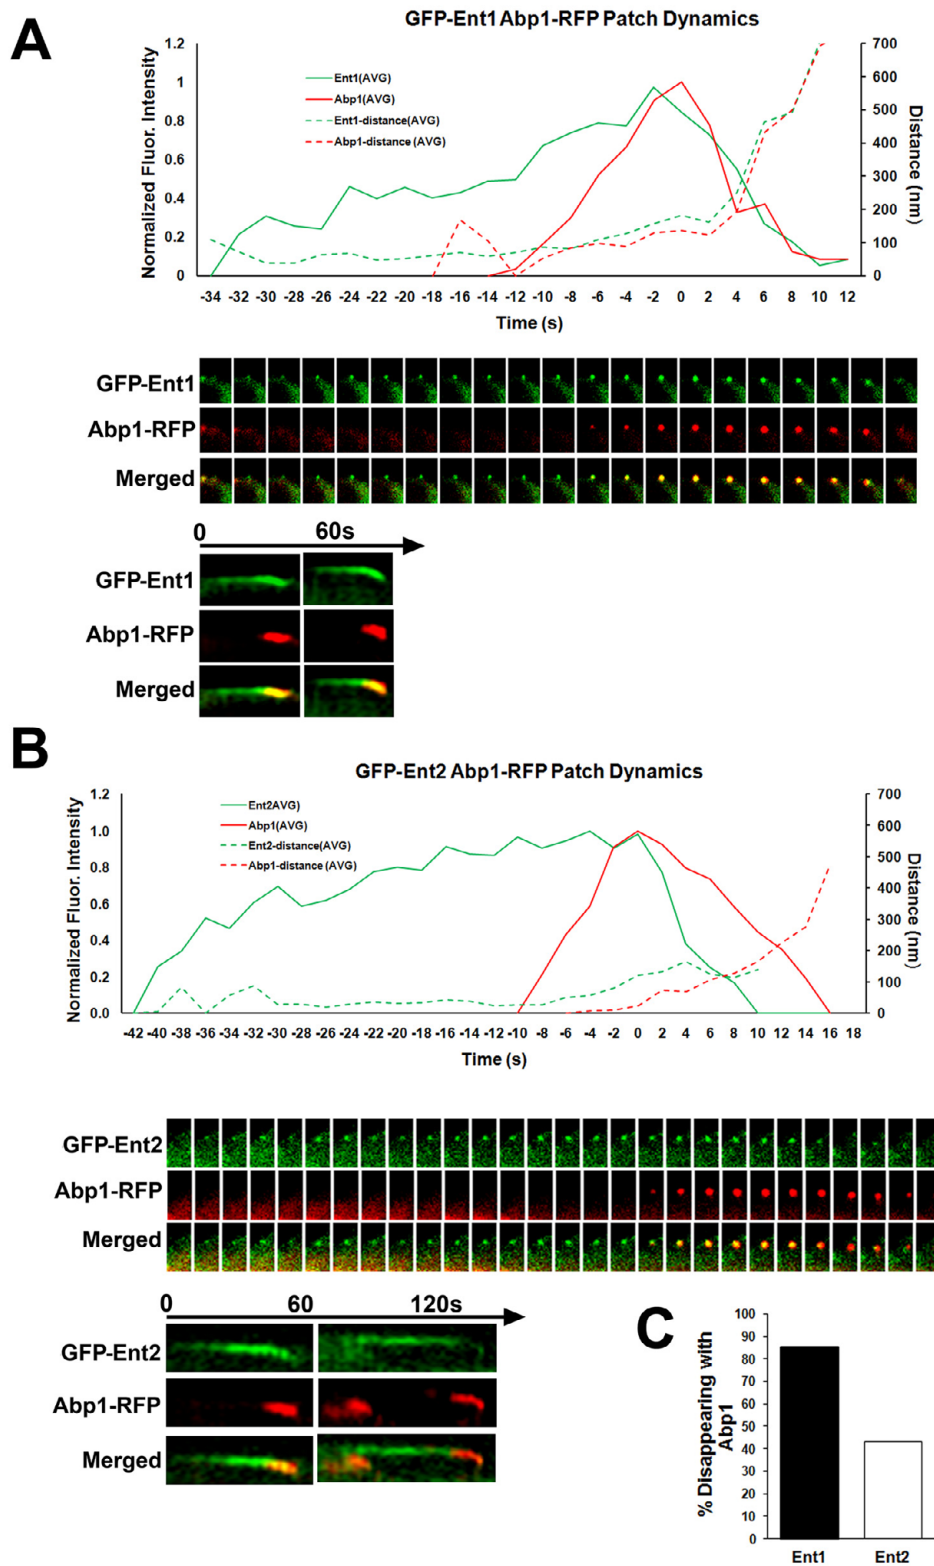 A
GFP-Ent1 Abp1-RFP Patch Dynamics
Normalized Fluor. Intensity
1.2
1
0.8
0.6
0.4
0.2
0
Ent1(AVG)
Abp1(AVG)
Ent1-distance(AVG)
Abp1-distance (AVG)
700
600
500
400
300
200
100
0
Distance (nm)
-34 -32 -30 -28 -26 -24 -22 -20 -18 -16 -14 -12 -10 -8 -6 -4 -2 0 2 4 6 8 10 12
Time (s)
GFP-Ent1
Abp1-RFP
Merged
0 60s
GFP-Ent1
Abp1-RFP
Merged
B
GFP-Ent2 Abp1-RFP Patch Dynamics
Normalized Fluor. Intensity
1.2
1.0
0.8
0.6
0.4
0.2
0.0
Ent2AVG)
Abp1(AVG)
Ent2-distance(AVG)
Abp1-distance (AVG)
700
600
500
400
300
200
100
0
Distance (nm)
-42 -40 -38 -36 -34 -32 -30 -28 -26 -24 -22 -20 -18 -16 -14 -12 -10 -8 -6 -4 -2 0 2 4 6 8 10 12 14 16 18
Time (s)
GFP-Ent2
Abp1-RFP
Merged
0 60 120s
GFP-Ent2
Abp1-RFP
Merged
C
% Disappearing with
Abp1
100
90
80
70
60
50
40
30
20
10
0
Ent1 Ent2